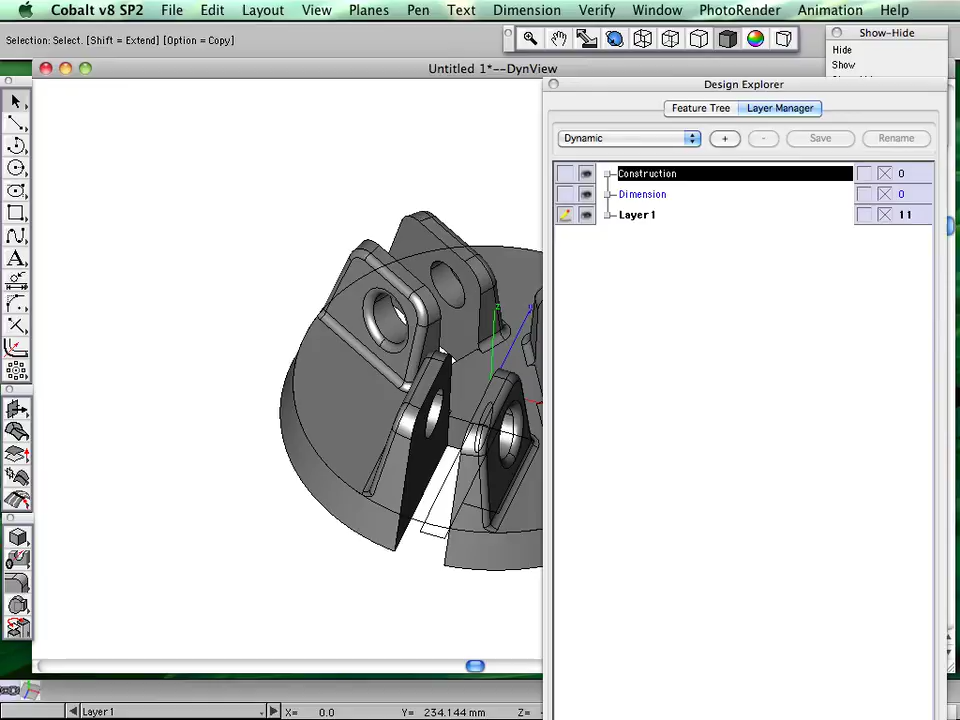 Cobalt v8 SP2 File Edit Layout View Planes Pen Text Dimension Verify Window PhotoRender Animation Help
Selection: Select. [Shift = Extend] [Option = Copy]
Show-Hide
Hide
Show
Untitled 1*--DynView
Design Explorer
Feature Tree Layer Manager
Dynamic + - Save Rename
Construction 0
Dimension 0
Layer 1 11
Layer1 X= 0.0 Y= 234.144 mm Z=